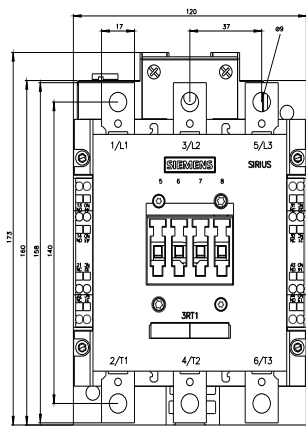 120
17
37
ø9
1/L1
3/L2
5/L3
SIEMENS
SIRIUS
5 6 7 8
173
160
158
140
3RT1
2/T1
4/T2
6/T3